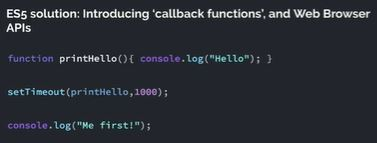 ES5 solution: Introducing ‘callback functions’, and Web Browser
APIs
function printHello(){ console.log("Hello"); }
setTimeout(printHello,1000);
console.log("Me first!");